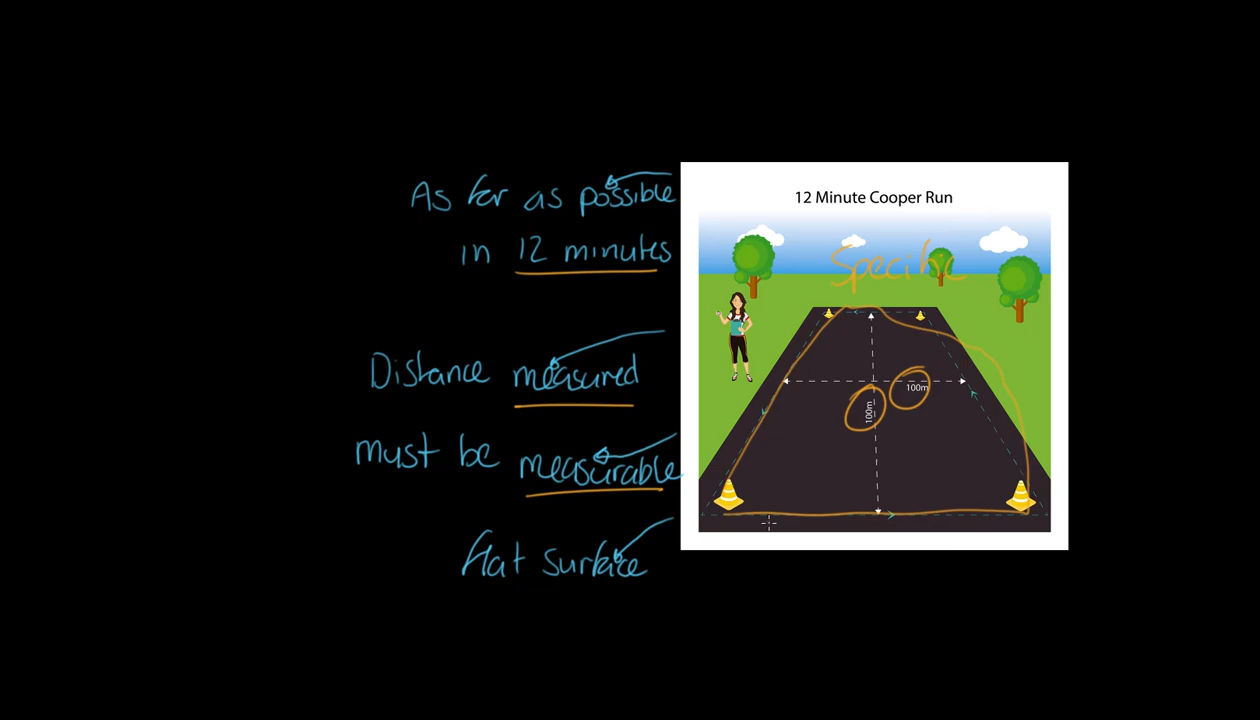 As far as possible
in 12 minutes
Distance measured
must be measurable
flat surface
12 Minute Cooper Run
Specific
100m
100m